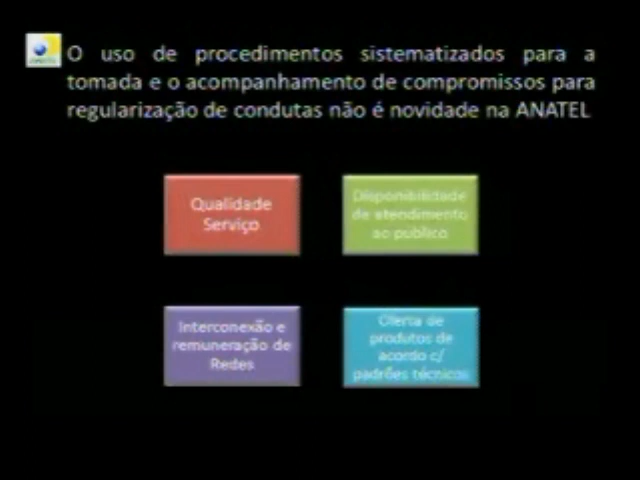 O uso de procedimentos sistematizados para a
tomada e o acompanhamento de compromissos para
regularização de condutas não é novidade na ANATEL
Qualidade
Serviço
Disponibilidade
de atendimento
ao publico
Interconexão e
remuneração de
Redes
Oferta de
produtos de
acordo c/
padrões técnicos